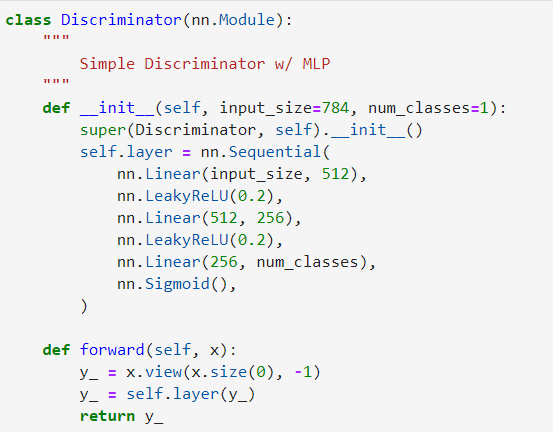 class Discriminator(nn.Module):
    """
        Simple Discriminator w/ MLP
    """
    def __init__(self, input_size=784, num_classes=1):
        super(Discriminator, self).__init__()
        self.layer = nn.Sequential(
            nn.Linear(input_size, 512),
            nn.LeakyReLU(0.2),
            nn.Linear(512, 256),
            nn.LeakyReLU(0.2),
            nn.Linear(256, num_classes),
            nn.Sigmoid(),
        )
    def forward(self, x):
        y_ = x.view(x.size(0), -1)
        y_ = self.layer(y_)
        return y_